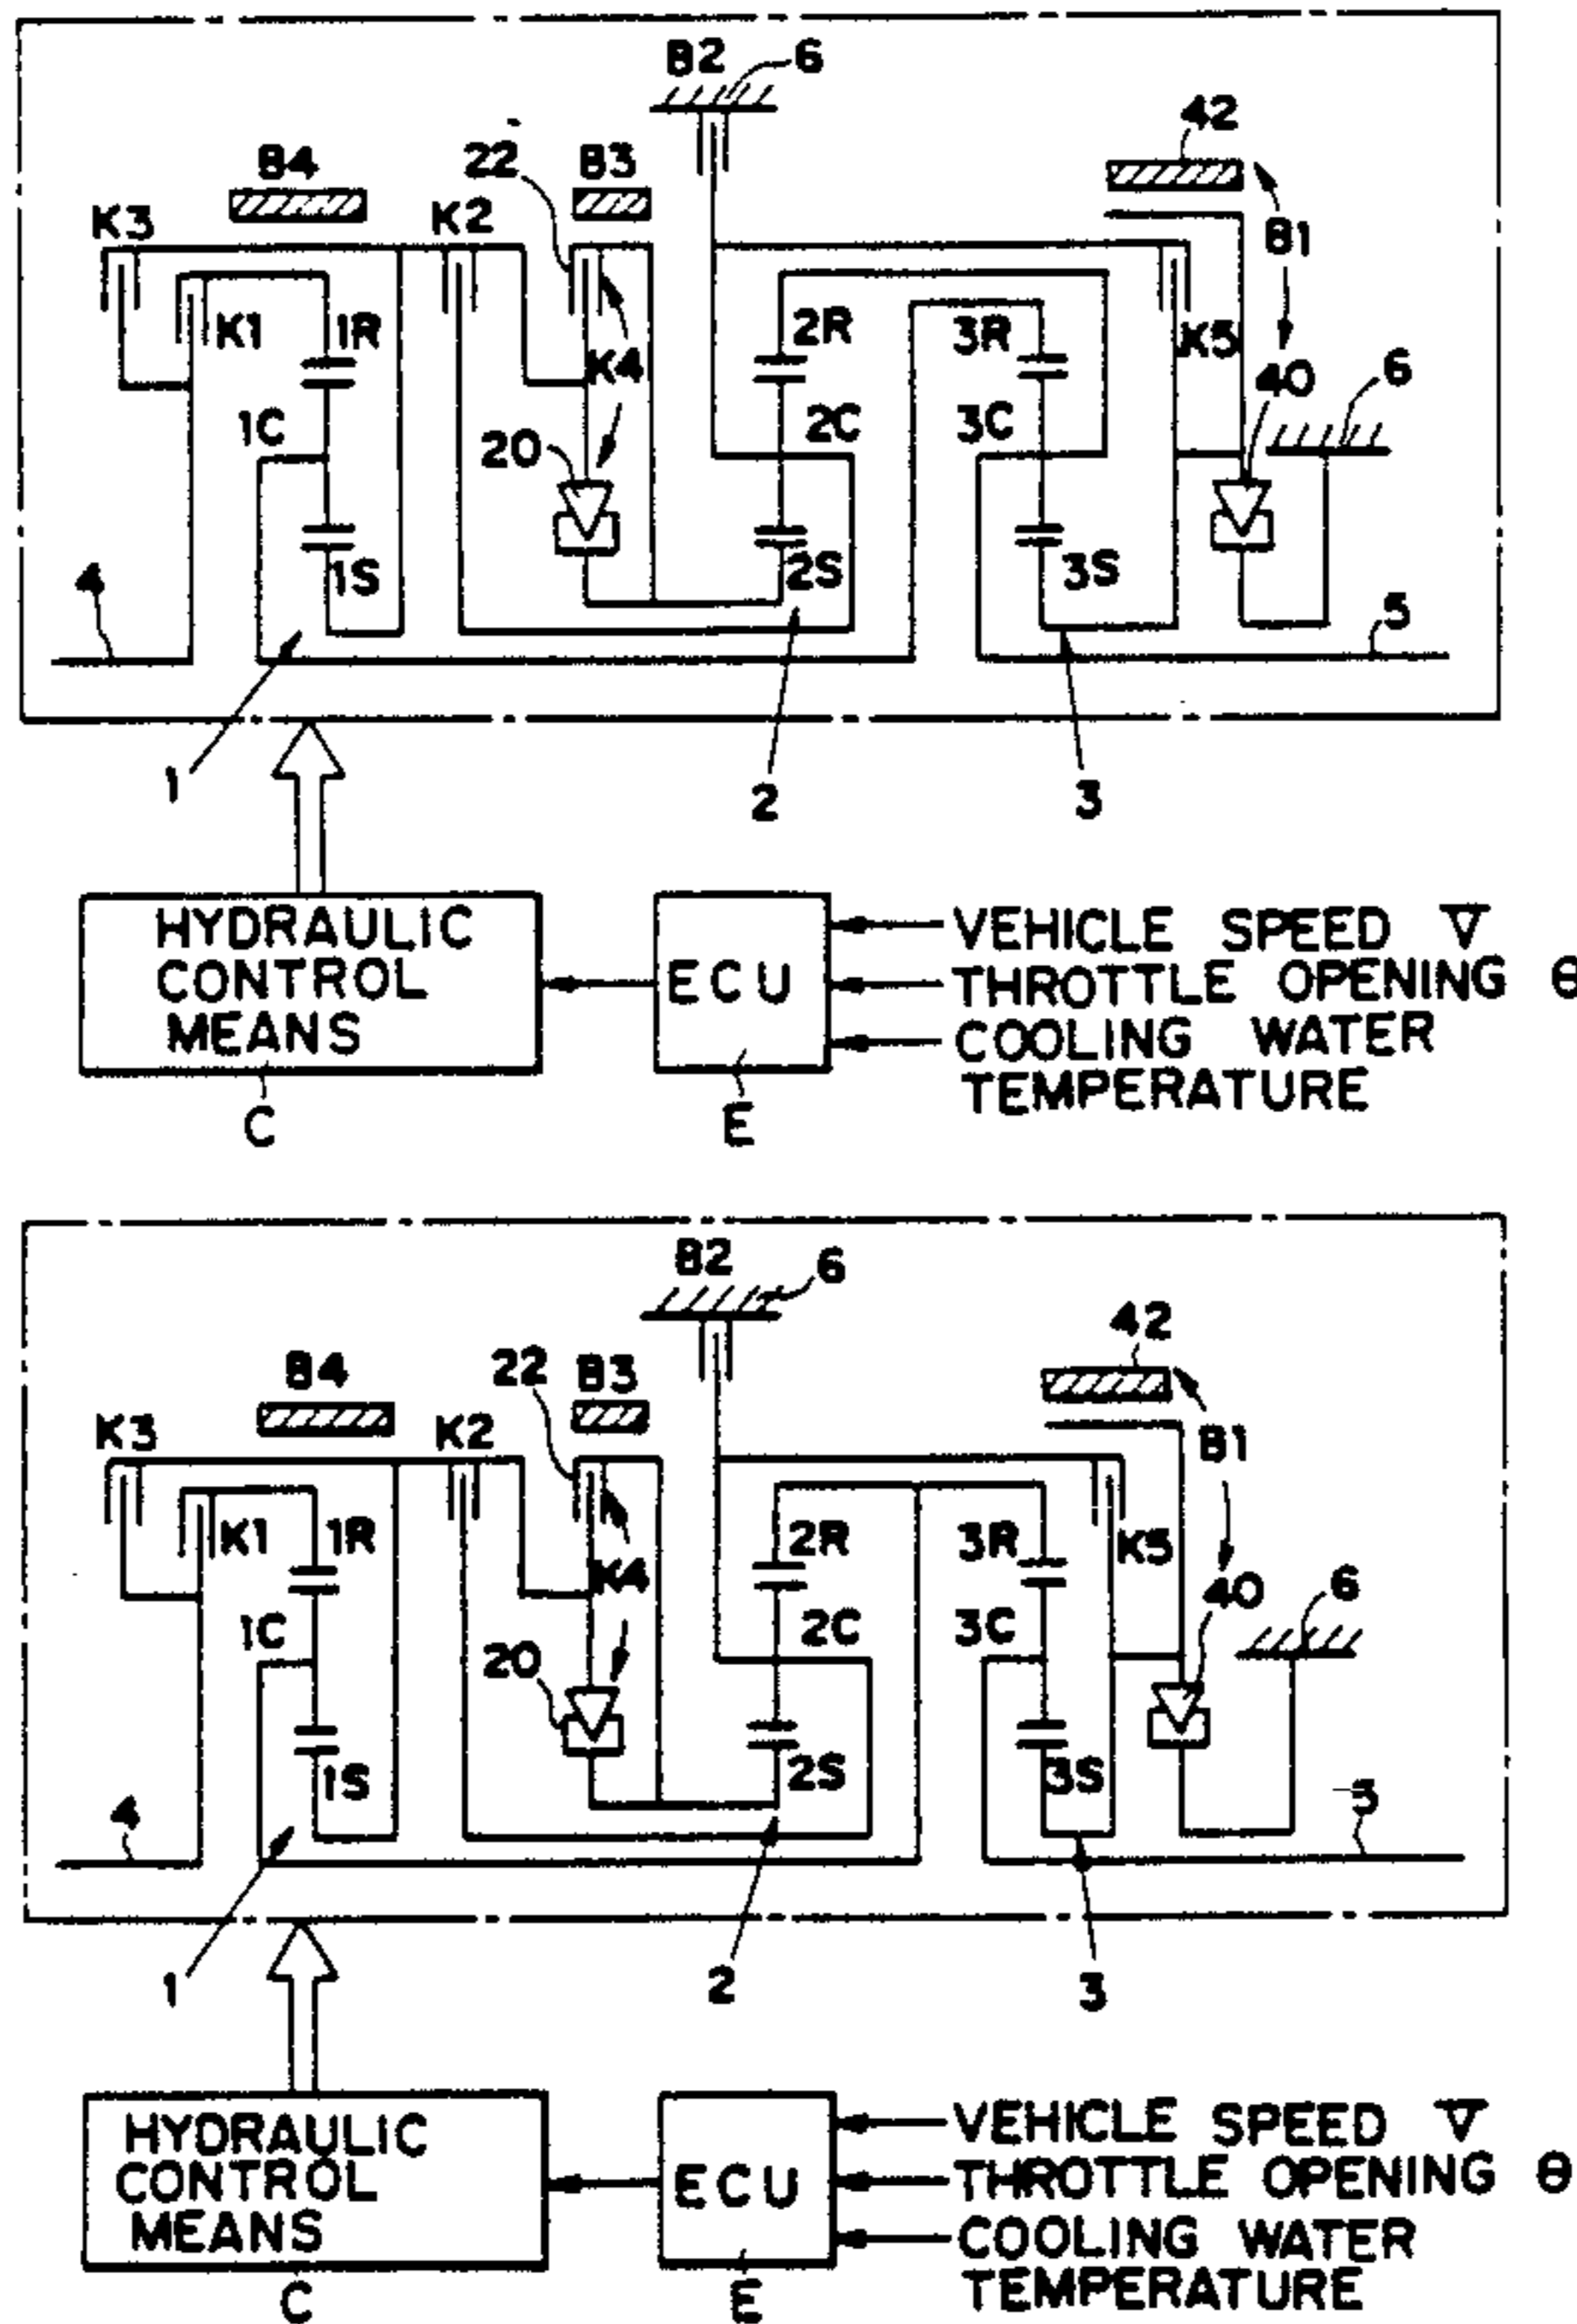 B2 6
42
22 B3
B4
K3 K2
B1
K1 1R 2R 3R K5
K4 40 6
1C 2C 3C
20
1S 2S 3S
4 5
1 2 3
HYDRAULIC CONTROL MEANS
ECU
VEHICLE SPEED V
THROTTLE OPENING θ
COOLING WATER
TEMPERATURE
C E
B2 6
42
B4 22 B3
K3 K2 B1
K1 1R 2R 3R K5
K4 40 6
1C 2C 3C
20
1S 2S 3S
4 5
1 2 3
HYDRAULIC CONTROL MEANS
ECU
VEHICLE SPEED V
THROTTLE OPENING θ
COOLING WATER
TEMPERATURE
C E